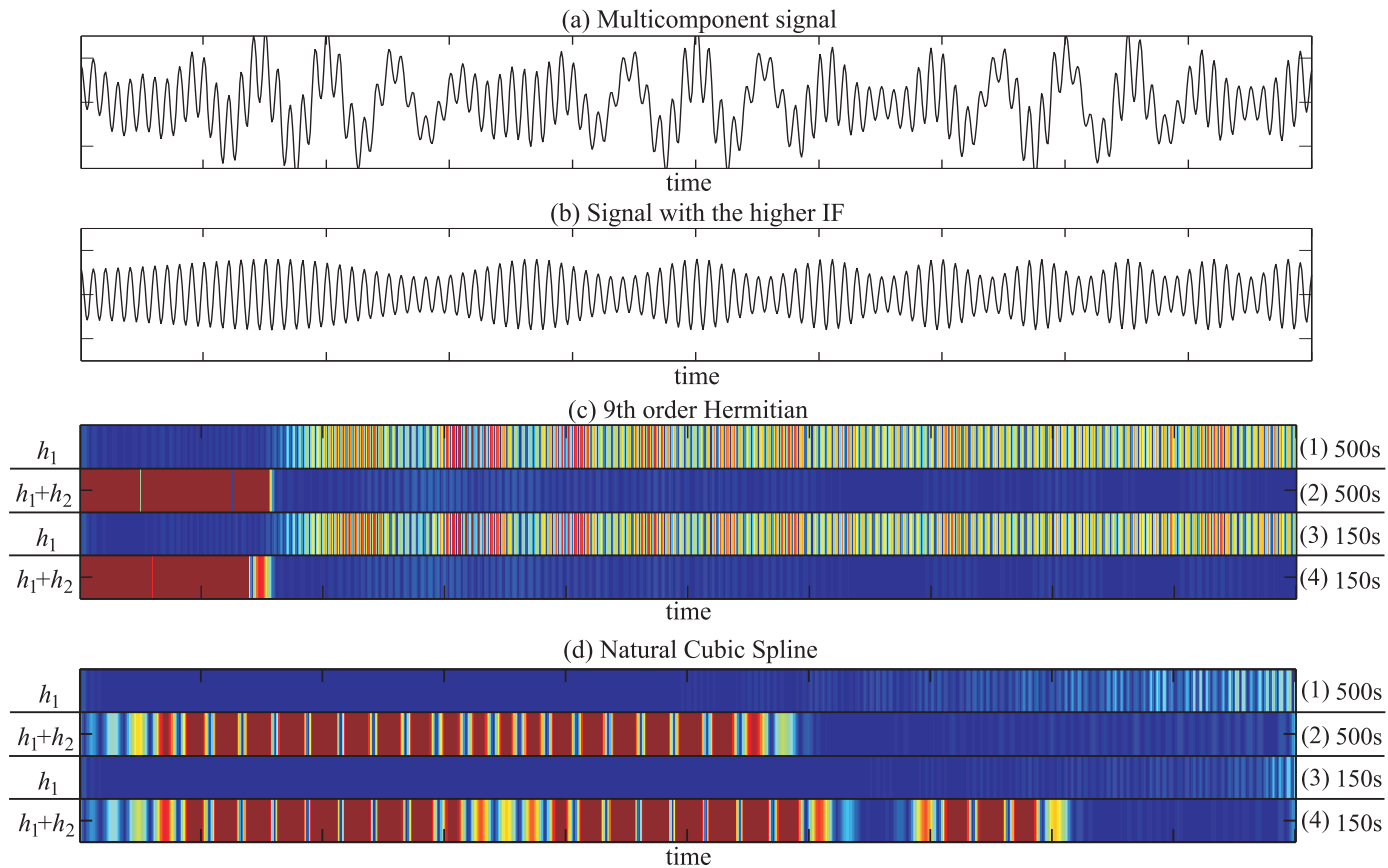 (a) Multicomponent signal
time
(b) Signal with the higher IF
time
(c) 9th order Hermitian
h1 (1) 500s
h1+h2 (2) 500s
h1 (3) 150s
h1+h2 (4) 150s
time
(d) Natural Cubic Spline
h1 (1) 500s
h1+h2 (2) 500s
h1 (3) 150s
h1+h2 (4) 150s
time